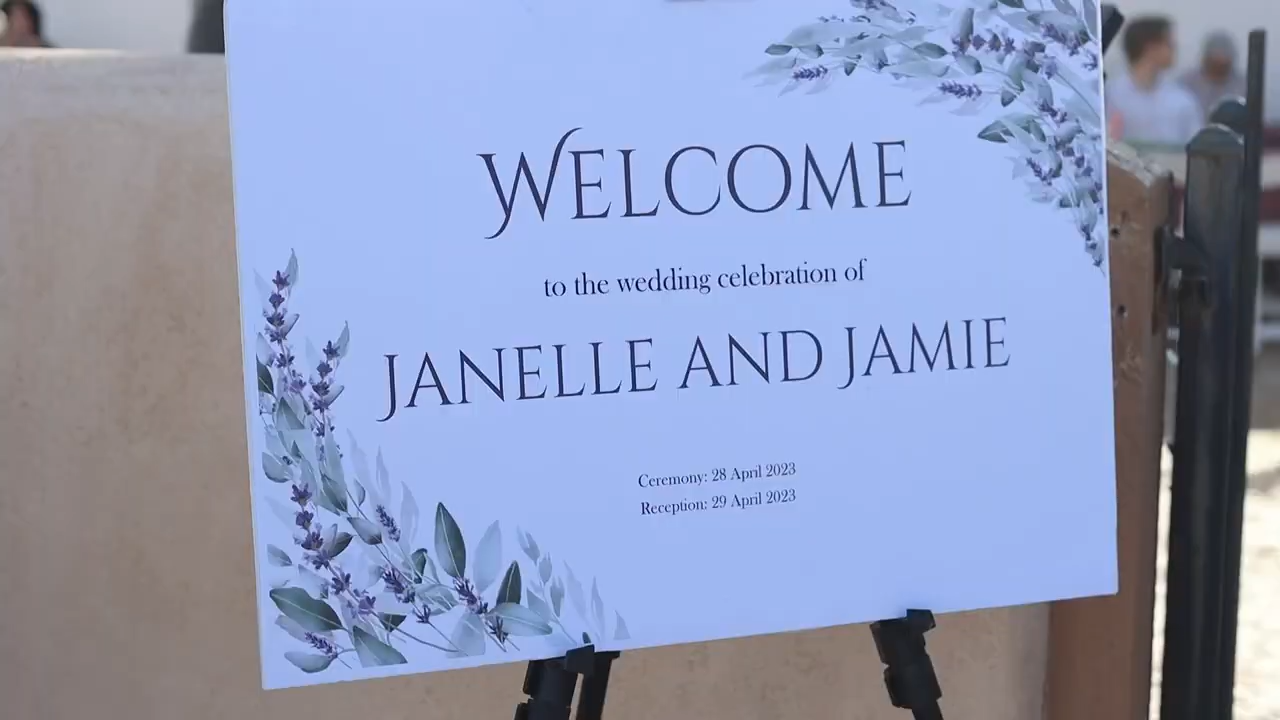 WELCOME
to the wedding celebration of
JANELLE AND JAMIE
Ceremony: 28 April 2023
Reception: 29 April 2023